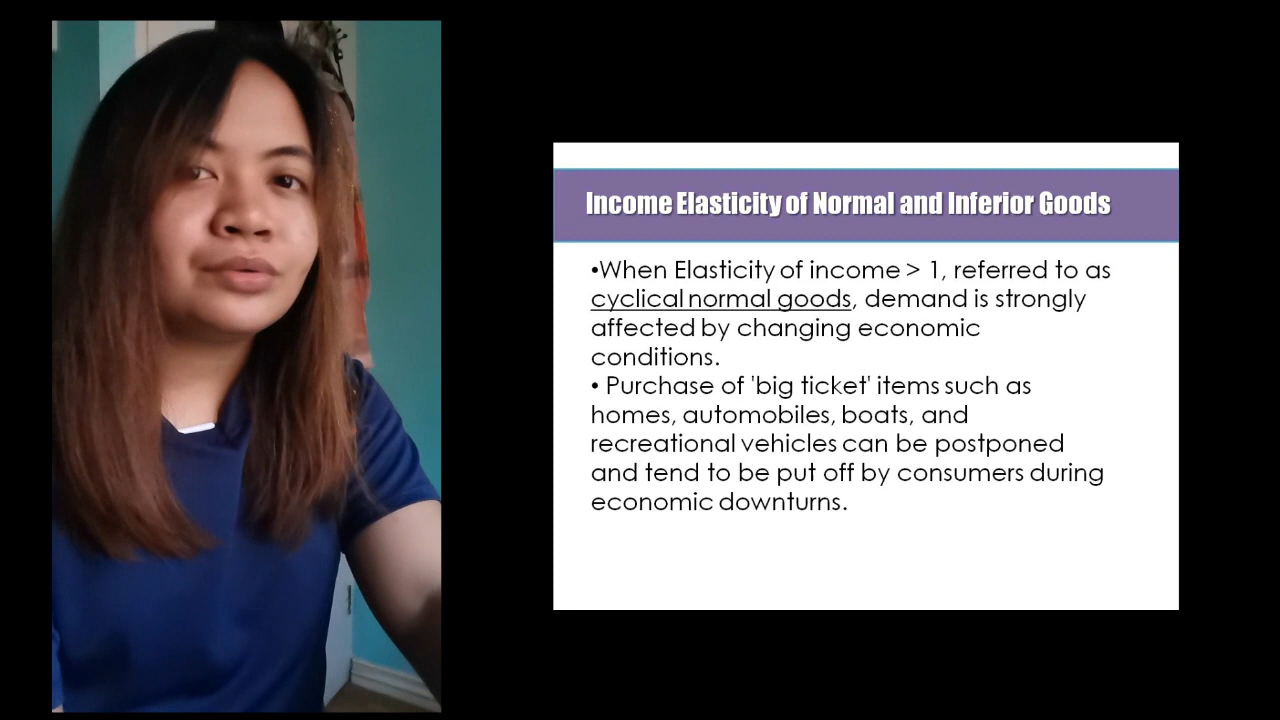 Income Elasticity of Normal and Inferior Goods
•When Elasticity of income > 1, referred to as
cyclical normal goods, demand is strongly
affected by changing economic
conditions.
• Purchase of 'big ticket' items such as
homes, automobiles, boats, and
recreational vehicles can be postponed
and tend to be put off by consumers during
economic downturns.